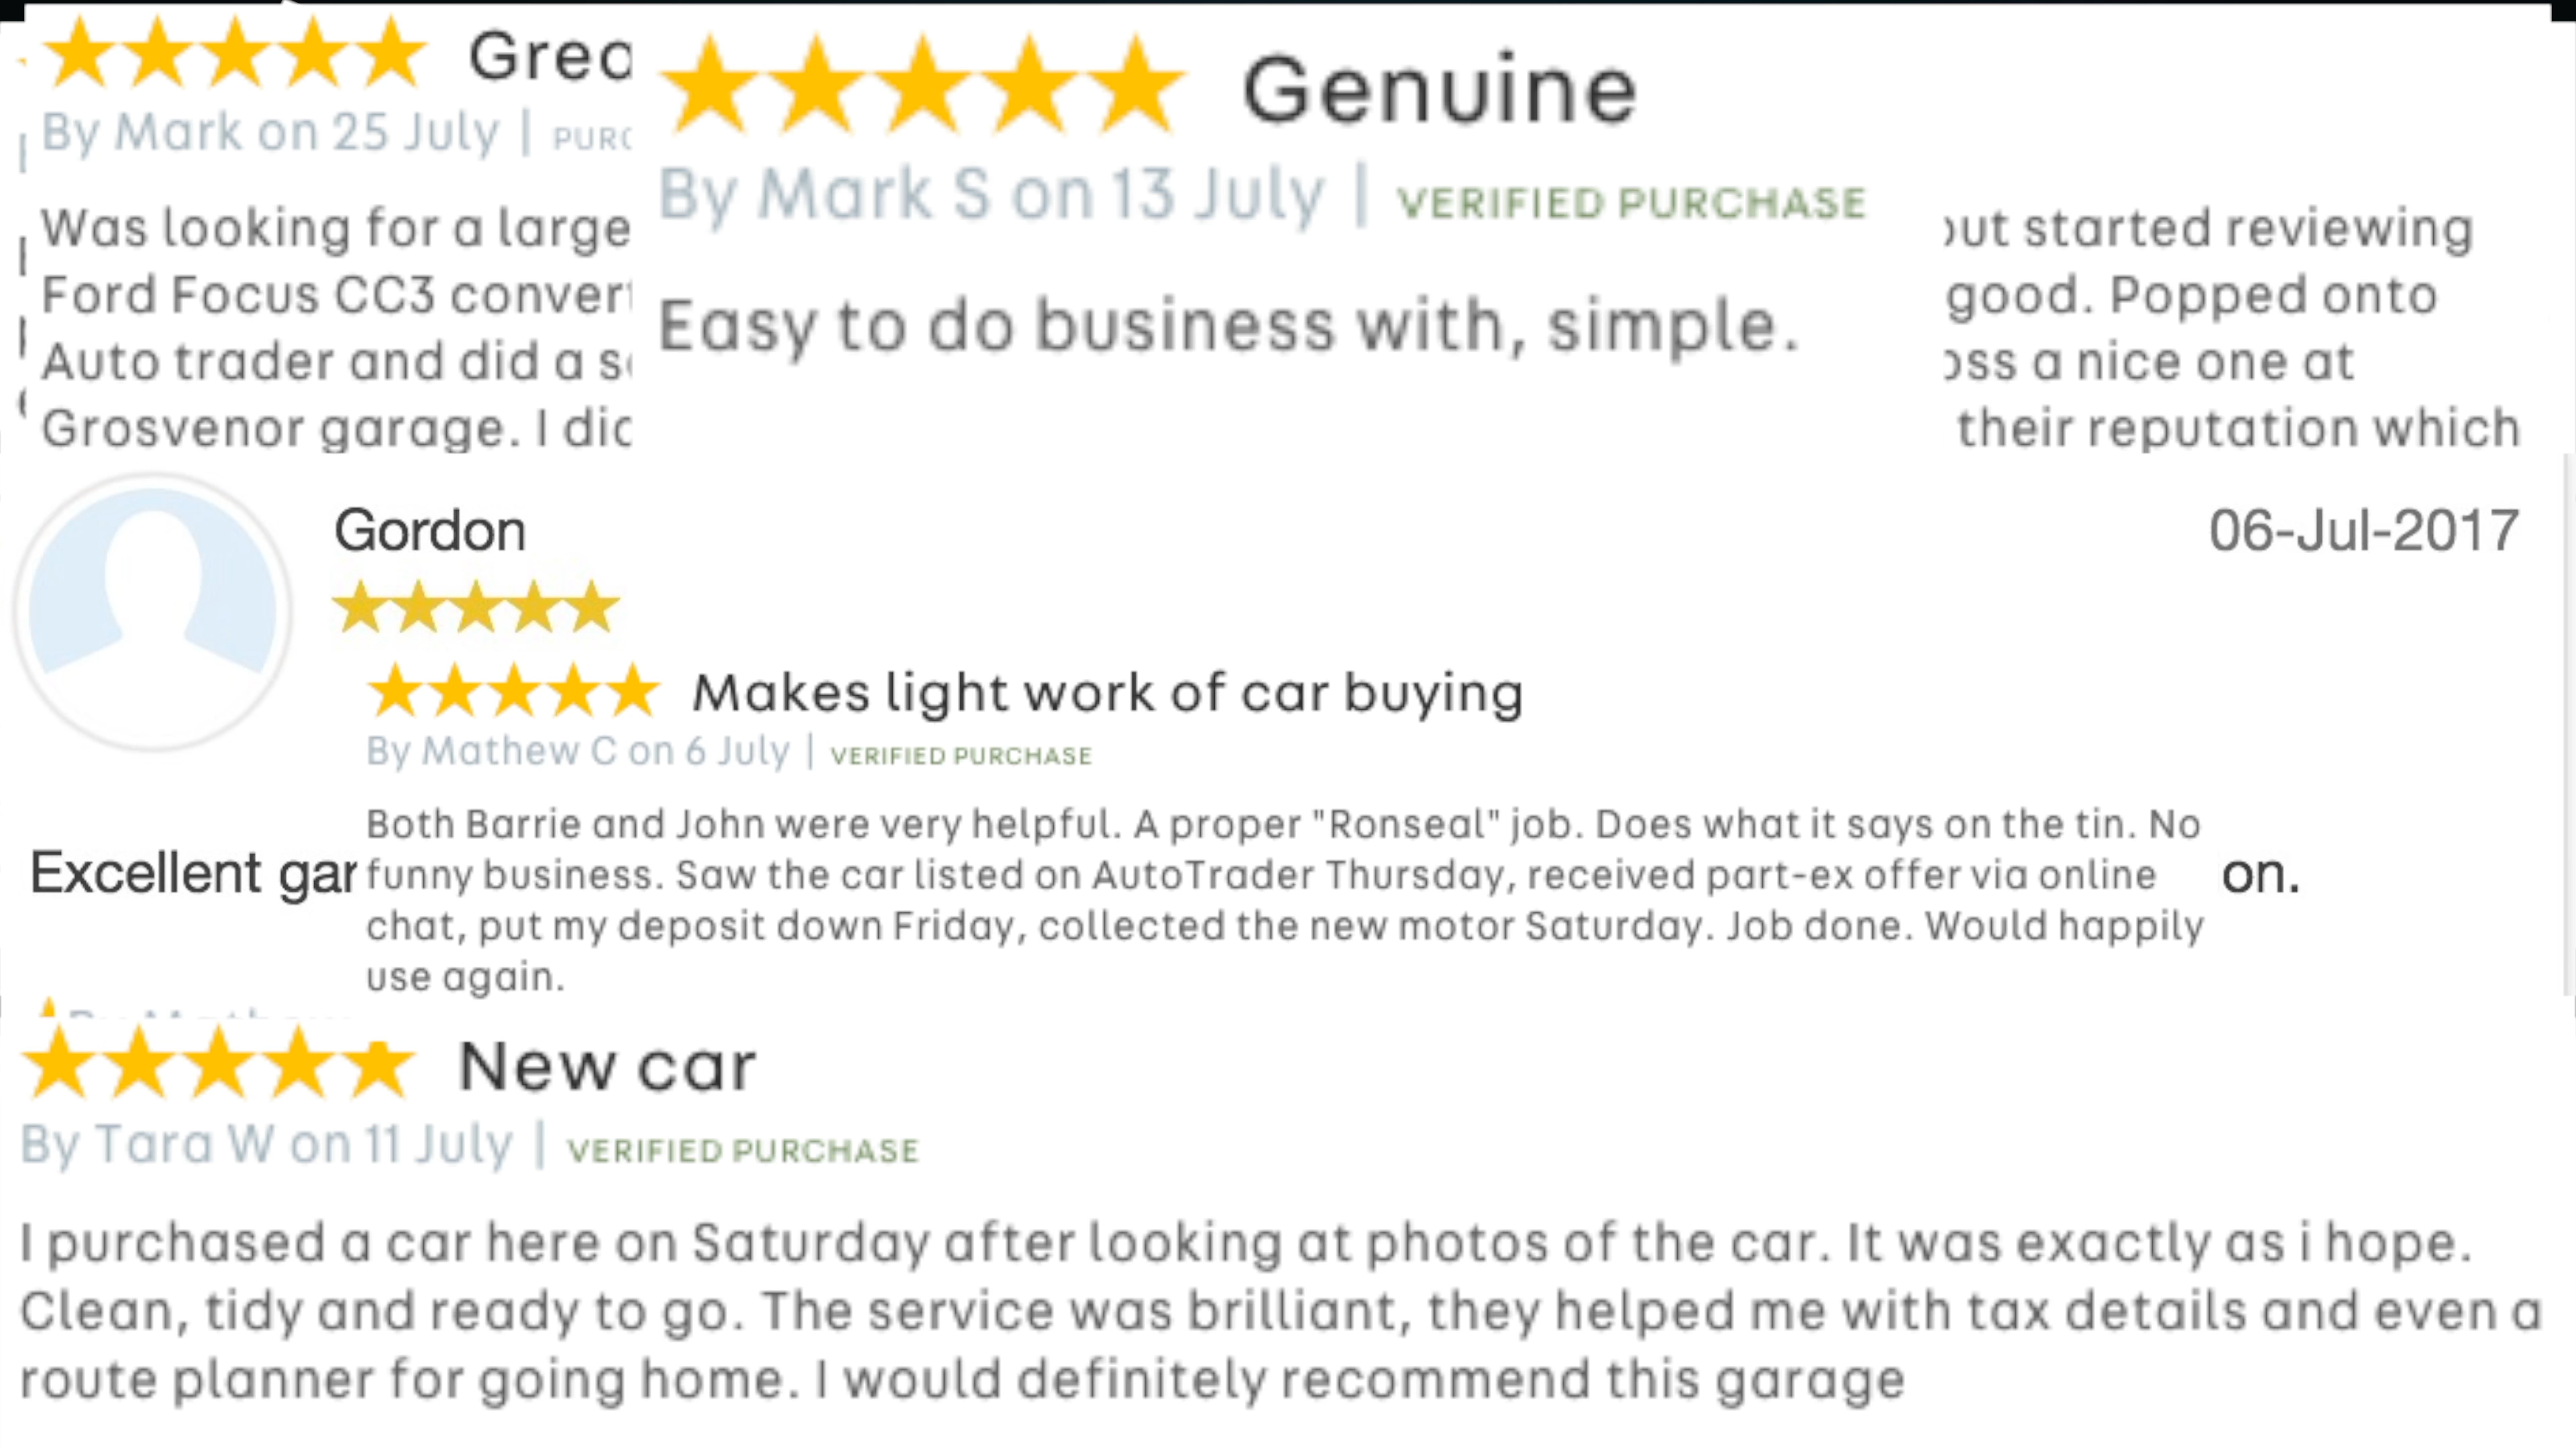 By Mark on 25 July |
Was looking for a large
Ford Focus CC3
Auto trader and did a
Grosvenor garage. I
Genuine
By Mark S on 13 July | VERIFIED PURCHASE
Easy to do business with, simple.
started reviewing
good. Popped onto
a nice one at
their reputation which
Gordon
06-Jul-2017
Makes light work of car buying
By Mathew C on 6 July | VERIFIED PURCHASE
Both Barrie and John were very helpful. A proper "Ronseal" job. Does what it says on the tin. No
funny business. Saw the car listed on AutoTrader Thursday, received part-ex offer via online
chat, put my deposit down Friday, collected the new motor Saturday. Job done. Would happily
use again.
Excellent
on.
New car
By Tara W on 11 July | VERIFIED PURCHASE
I purchased a car here on Saturday after looking at photos of the car. It was exactly as i hope.
Clean, tidy and ready to go. The service was brilliant, they helped me with tax details and even a
route planner for going home. I would definitely recommend this garage